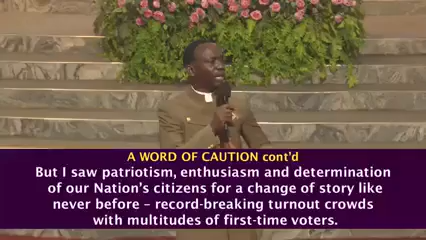 A WORD OF CAUTION cont'd
But I saw patriotism, enthusiasm and determination
of our Nation's citizens for a change of story like
never before – record-breaking turnout crowds
with multitudes of first-time voters.